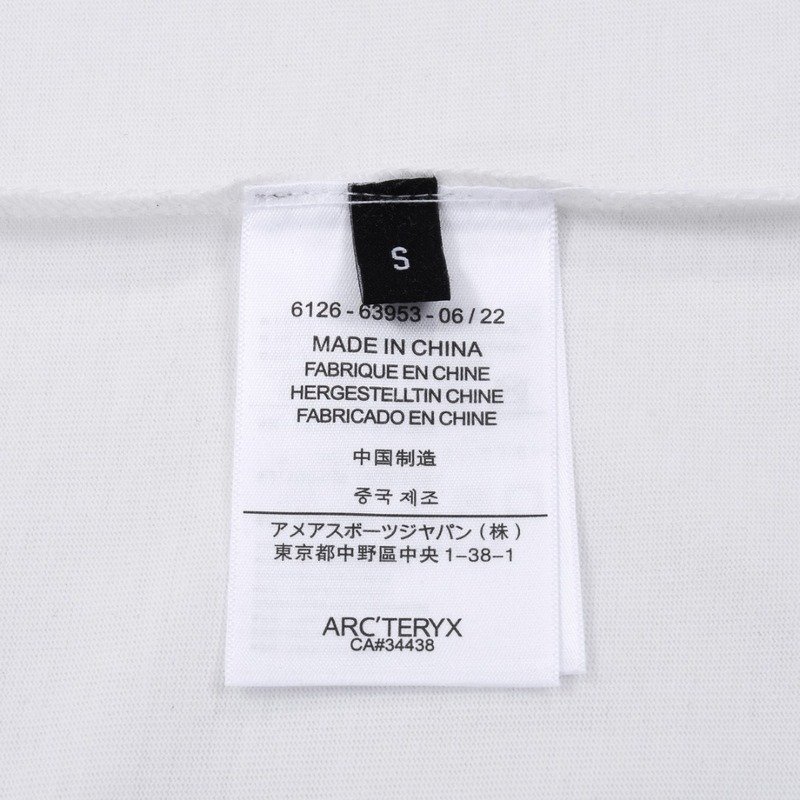 S
6126 - 63953 - 06 / 22
MADE IN CHINA
FABRIQUE EN CHINE
HERGESTELLTIN CHINE
FABRICADO EN CHINE
中国制造
중국 제조
アメアスポーツジヤパン (株)
東京都中野區中央 1-38-1
ARC'TERYX
CA#34438